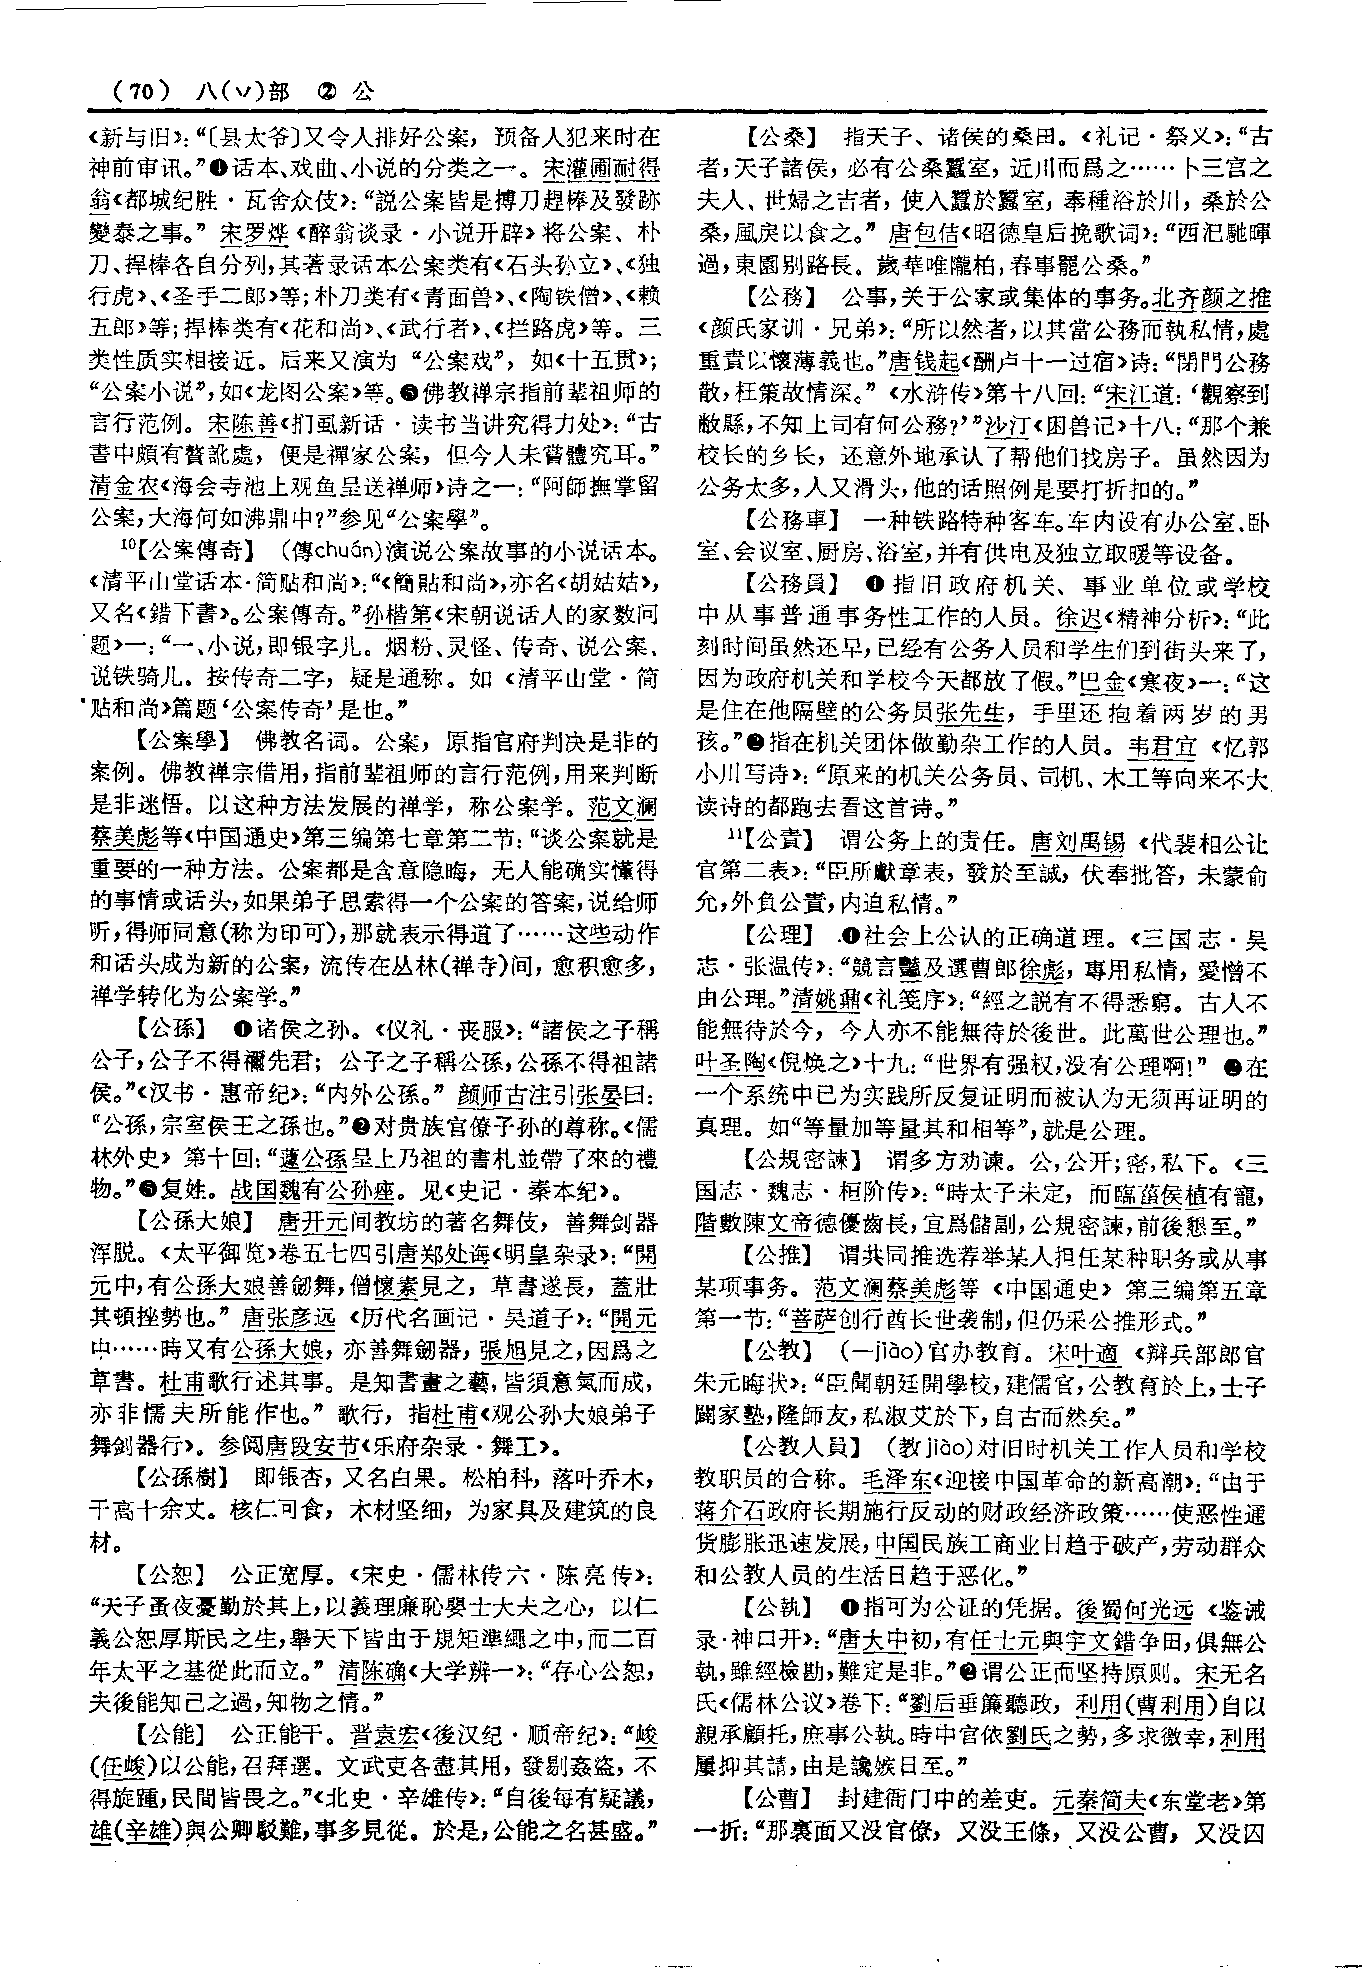 (70) 八(丷)部 ② 公
《新与旧》：“〔县太爷〕又令人排好公案，预备人犯来时在
神前审讯。”❹话本、戏曲、小说的分类之一。宋灌圃耐得
翁《都城纪胜·瓦舍众伎》：“説公案皆是搏刀趕棒及發跡
變泰之事。”宋罗烨《醉翁谈录·小说开辟》将公案、朴
刀、捍棒各自分列，其著录话本公案类有《石头孙立》、《独
行虎》、《圣手二郎》等；朴刀类有《青面兽》、《陶铁僧》、《赖
五郎》等；捍棒类有《花和尚》、《武行者》、《拦路虎》等。三
类性质实相接近。后来又演为“公案戏”，如《十五贯》；
“公案小说”，如《龙图公案》等。❺佛教禅宗指前辈祖师的
言行范例。宋陈善《扪虱新话·读书当讲究得力处》：“古
書中頗有贅訛處，便是禪家公案，但今人未嘗體究耳。”
清金农《海会寺池上观鱼呈送禅师》诗之一：“阿師撫掌留
公案，大海何如沸鼎中？”参见“公案學”。
10【公案傳奇】 （傳chuán）演说公案故事的小说话本。
《清平山堂话本·简贴和尚》：“《簡貼和尚》，亦名《胡姑姑》，
又名《錯下書》。公案傳奇。”孙楷第《宋朝说话人的家数问
题》一：“一、小说，即银字儿。烟粉、灵怪、传奇、说公案、
说铁骑儿。按传奇二字，疑是通称。如《清平山堂·简
贴和尚》篇题‘公案传奇’是也。”
【公案學】 佛教名词。公案，原指官府判决是非的
案例。佛教禅宗借用，指前辈祖师的言行范例，用来判断
是非迷悟。以这种方法发展的禅学，称公案学。范文澜
蔡美彪等《中国通史》第三编第七章第二节：“谈公案就是
重要的一种方法。公案都是含意隐晦，无人能确实懂得
的事情或话头，如果弟子思索得一个公案的答案，说给师
听，得师同意（称为印可），那就表示得道了……这些动作
和话头成为新的公案，流传在丛林（禅寺）间，愈积愈多，
禅学转化为公案学。”
【公孫】 ❶诸侯之孙。《仪礼·丧服》：“諸侯之子稱
公子，公子不得禰先君；公子之子稱公孫，公孫不得祖諸
侯。”《汉书·惠帝纪》：“内外公孫。”颜师古注引张晏曰：
“公孫，宗室侯王之孫也。”❷对贵族官僚子孙的尊称。《儒
林外史》第十回：“蘧公孫呈上乃祖的書札並帶了來的禮
物。”❸复姓。战国魏有公孙座。见《史记·秦本纪》。
【公孫大娘】 唐开元间教坊的著名舞伎，善舞剑器
浑脱。《太平御览》卷五七四引唐郑处诲《明皇杂录》：“開
元中，有公孫大娘善劒舞，僧懷素見之，草書遂長，蓋壯
其頓挫勢也。”唐张彦远《历代名画记·吴道子》：“開元
中……時又有公孫大娘，亦善舞劒器，張旭見之，因爲之
草書。杜甫歌行述其事。是知書畫之藝，皆須意氣而成，
亦非懦夫所能作也。”歌行，指杜甫《观公孙大娘弟子
舞剑器行》。参阅唐段安节《乐府杂录·舞工》。
【公孫樹】 即银杏，又名白果。松柏科，落叶乔木，
干高十余丈。核仁可食，木材坚细，为家具及建筑的良
材。
【公恕】 公正宽厚。《宋史·儒林传六·陈亮传》：
“天子蚤夜憂勤於其上，以義理廉恥嬰士大夫之心，以仁
義公恕厚斯民之生，舉天下皆由于規矩準繩之中，而二百
年太平之基從此而立。”清陈确《大学辨一》：“存心公恕，
夫後能知己之過，知物之情。”
【公能】 公正能干。晋袁宏《後汉纪·顺帝纪》：“峻
（任峻）以公能，召拜選。文武吏各盡其用，發剔姦盜，不
得旋踵，民間皆畏之。”《北史·辛雄传》：“自後每有疑議，
雄（辛雄）與公卿駁難，事多見從。於是，公能之名甚盛。”
【公桑】 指天子、诸侯的桑田。《礼记·祭义》：“古
者，天子諸侯，必有公桑蠶室，近川而爲之……卜三宫之
夫人、世婦之吉者，使入蠶於蠶室，奉種浴於川，桑於公
桑，風戾以食之。”唐包佶《昭德皇后挽歌词》：“西汜馳暉
過，東園别路長。歲華唯隴柏，春事罷公桑。”
【公務】 公事，关于公家或集体的事务。北齐颜之推
《颜氏家训·兄弟》：“所以然者，以其當公務而執私情，處
重責以懷薄義也。”唐钱起《酬卢十一过宿》诗：“閉門公務
散，枉策故情深。”《水浒传》第十八回：“宋江道：‘觀察到
敝縣，不知上司有何公務？’”沙汀《困兽记》十八：“那个兼
校长的乡长，还意外地承认了帮他们找房子。虽然因为
公务太多，人又滑头，他的话照例是要打折扣的。”
【公務車】 一种铁路特种客车。车内设有办公室、卧
室、会议室、厨房、浴室，并有供电及独立取暖等设备。
【公務員】 ❶指旧政府机关、事业单位或学校
中从事普通事务性工作的人员。徐迟《精神分析》：“此
刻时间虽然还早，已经有公务人员和学生们到街头来了，
因为政府机关和学校今天都放了假。”巴金《寒夜》一：“这
是住在他隔壁的公务员张先生，手里还抱着两岁的男
孩。”❷指在机关团体做勤杂工作的人员。韦君宜《忆郭
小川写诗》：“原来的机关公务员、司机、木工等向来不大
读诗的都跑去看这首诗。”
11【公責】 谓公务上的责任。唐刘禹锡《代裴相公让
官第二表》：“臣所獻章表，發於至誠，伏奉批答，未蒙俞
允，外負公責，内迫私情。”
【公理】 ❶社会上公认的正确道理。《三国志·吴
志·张温传》：“競言豔及選曹郎徐彪，專用私情，愛憎不
由公理。”清姚鼐《礼笺序》：“經之説有不得悉窮。古人不
能無待於今，今人亦不能無待於後世。此萬世公理也。”
叶圣陶《倪焕之》十九：“世界有强权，没有公理啊！”❷在
一个系统中已为实践所反复证明而被认为无须再证明的
真理。如“等量加等量其和相等”，就是公理。
【公規密諫】 谓多方劝谏。公，公开；密，私下。《三
国志·魏志·桓阶传》：“時太子未定，而臨菑侯植有寵，
階數陳文帝德優齒長，宜爲儲副，公規密諫，前後懇至。”
【公推】 谓共同推选荐举某人担任某种职务或从事
某项事务。范文澜蔡美彪等《中国通史》第三编第五章
第一节：“菩萨创行酋长世袭制，但仍采公推形式。”
【公教】 （—jiào）官办教育。宋叶適《辩兵部郎官
朱元晦状》：“臣聞朝廷開學校，建儒官，公教育於上，士子
闢家塾，隆師友，私淑艾於下，自古而然矣。”
【公教人員】 （教jiào）对旧时机关工作人员和学校
教职员的合称。毛泽东《迎接中国革命的新高潮》：“由于
蒋介石政府长期施行反动的财政经济政策……使恶性通
货膨胀迅速发展，中国民族工商业日趋于破产，劳动群众
和公教人员的生活日趋于恶化。”
【公執】 ❶指可为公证的凭据。後蜀何光远《鉴诫
录·神口开》：“唐大中初，有任士元與宇文錯争田，俱無公
執，雖經檢勘，難定是非。”❷谓公正而坚持原则。宋无名
氏《儒林公议》卷下：“劉后垂簾聽政，利用（曹利用）自以
親承顧托，庶事公執。時中官依劉氏之勢，多求微幸，利用
屢抑其請，由是讒嫉日至。”
【公曹】 封建衙门中的差吏。元秦简夫《东堂老》第
一折：“那裏面又没官僚，又没王條，又没公曹，又没囚